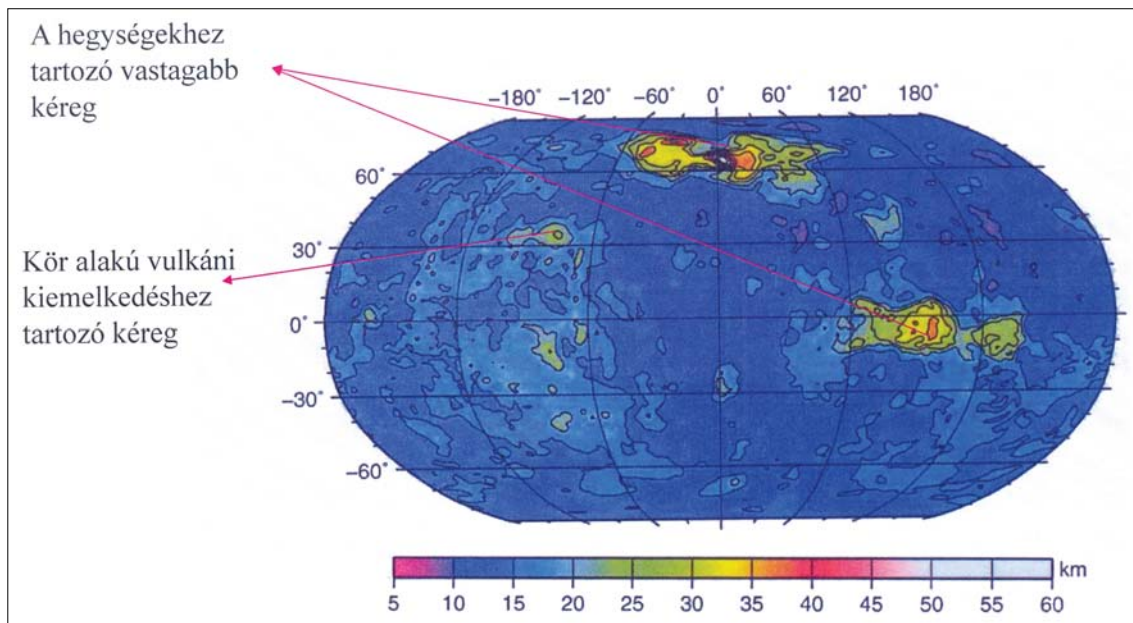 A hegységekhez
tartozó vastagabb
kéreg
−180° −120° −60° 0° 60° 120° 180°
60°
30°
Kör alakú vulkáni
kiemelkedéshez
tartozó kéreg
0°
−30°
−60°
km
5 10 15 20 25 30 35 40 45 50 55 60